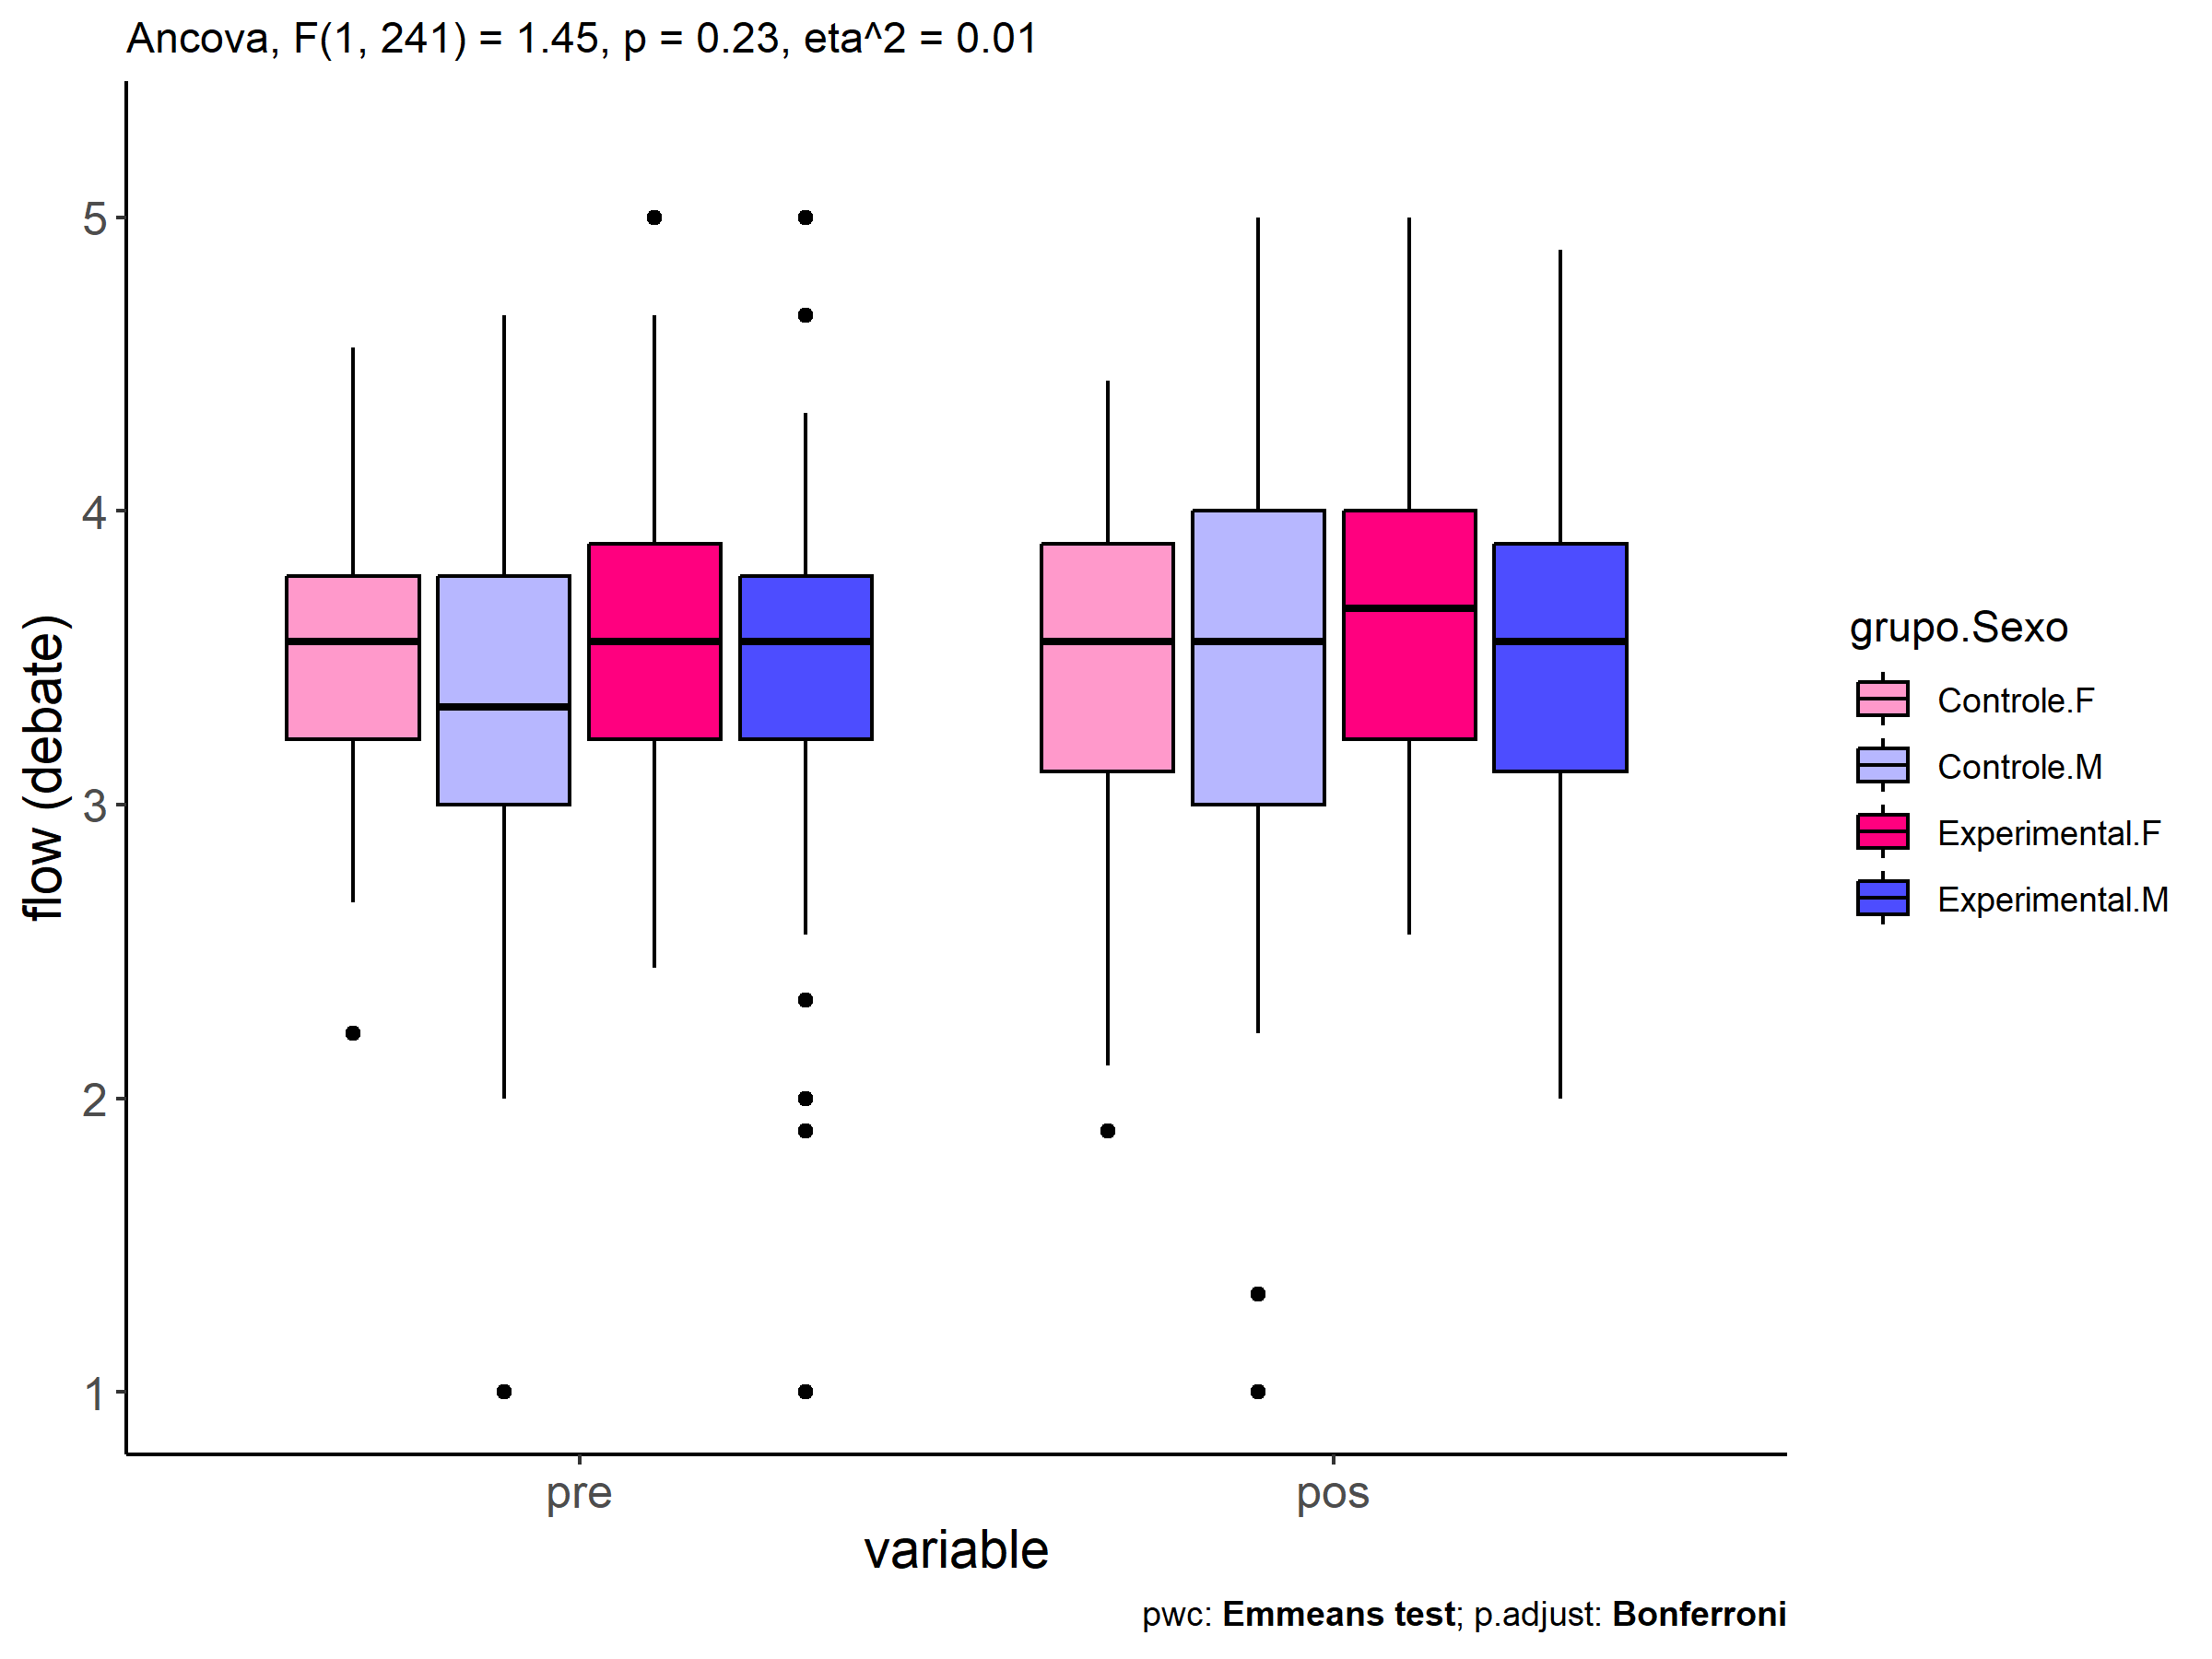 Ancova, F(1, 241) = 1.45, p = 0.23, eta^2 = 0.01
flow (debate)
5
4
3
2
1
pre
pos
variable
grupo.Sexo
Controle.F
Controle.M
Experimental.F
Experimental.M
pwc: Emmeans test; p.adjust: Bonferroni